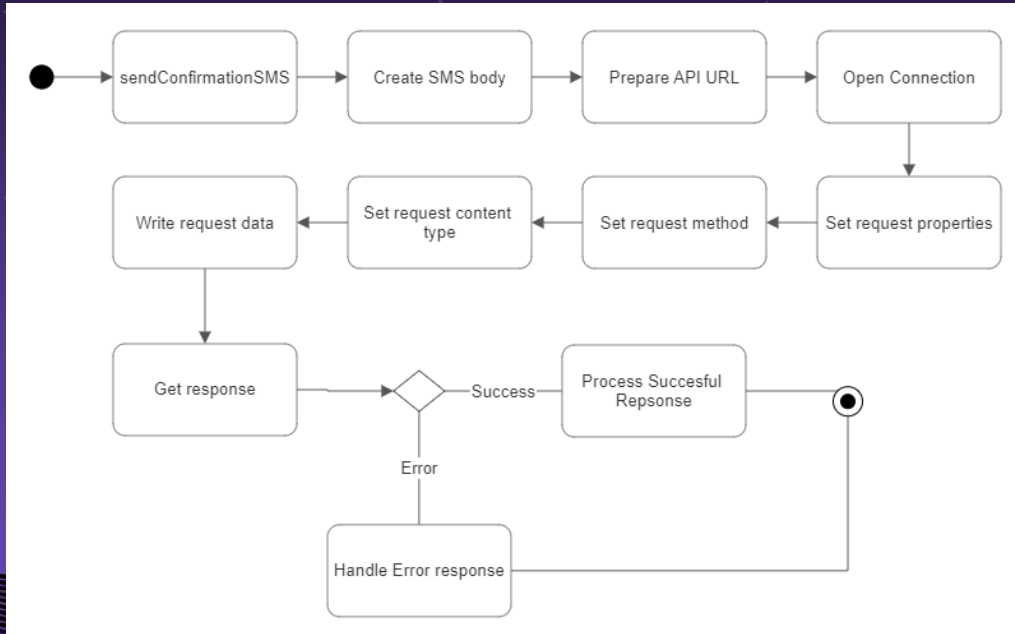 sendConfirmationSMS
Create SMS body
Prepare API URL
Open Connection
Write request data
Set request content
type
Set request method
Set request properties
Get response
Success
Process Succesful
Repsonse
Error
Handle Error response